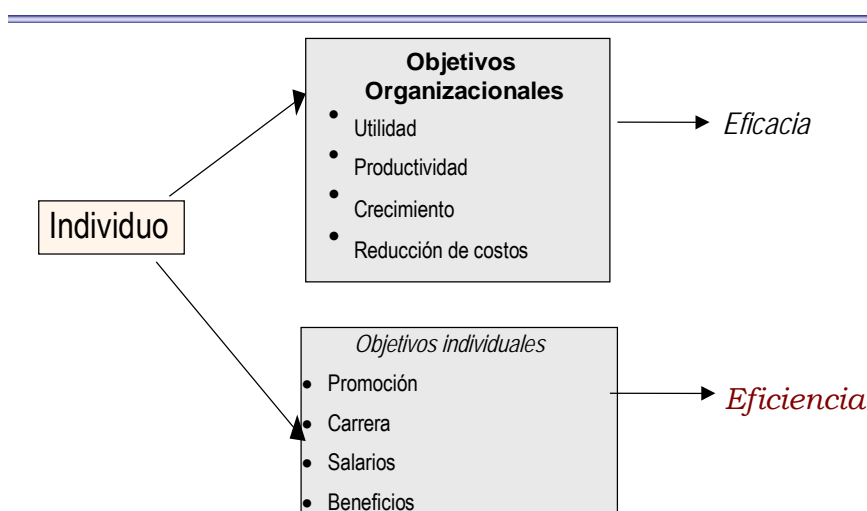 Objetivos
Organizacionales
• Utilidad
• Productividad
• Crecimiento
• Reducción de costos
Eficacia
Individuo
Objetivos individuales
• Promoción
• Carrera
• Salarios
• Beneficios
Eficiencia